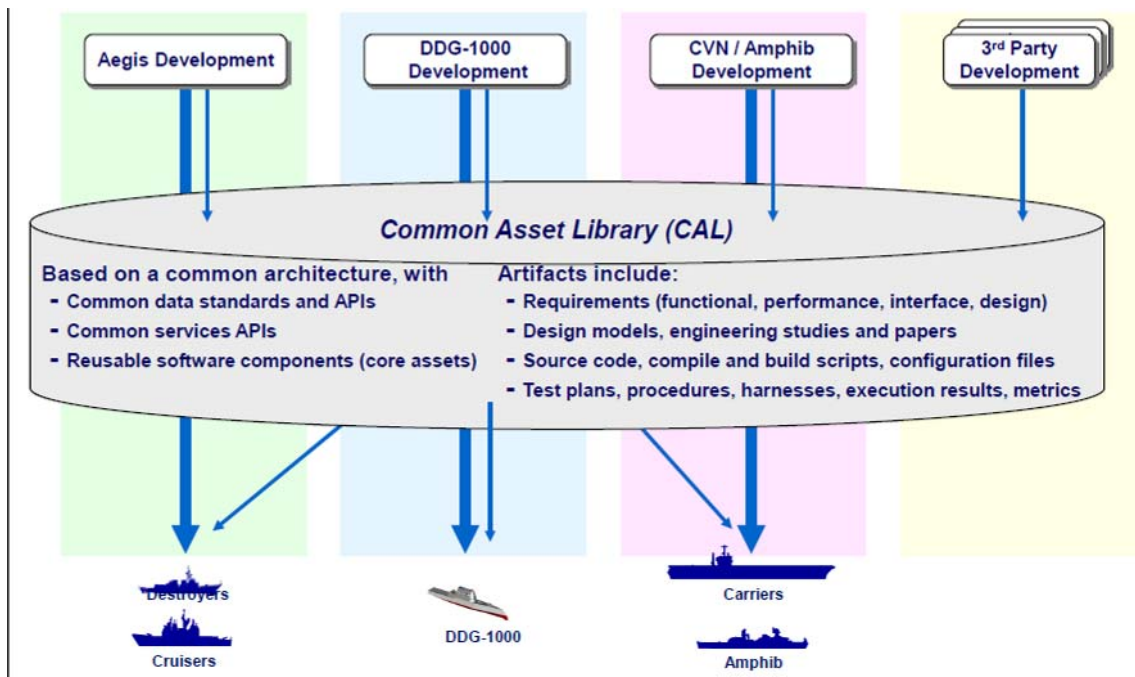 Aegis Development
DDG-1000
Development
CVN / Amphib
Development
3rd Party
Development
Common Asset Library (CAL)
Based on a common architecture, with
- Common data standards and APIs
- Common services APIs
- Reusable software components (core assets)
Artifacts include:
- Requirements (functional, performance, interface, design)
- Design models, engineering studies and papers
- Source code, compile and build scripts, configuration files
- Test plans, procedures, harnesses, execution results, metrics
Destroyers
Cruisers
DDG-1000
Carriers
Amphib